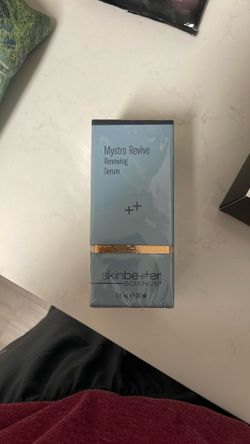 Mystro Revive
Renewing
Serum
++
skinbetter
SCIENCE®